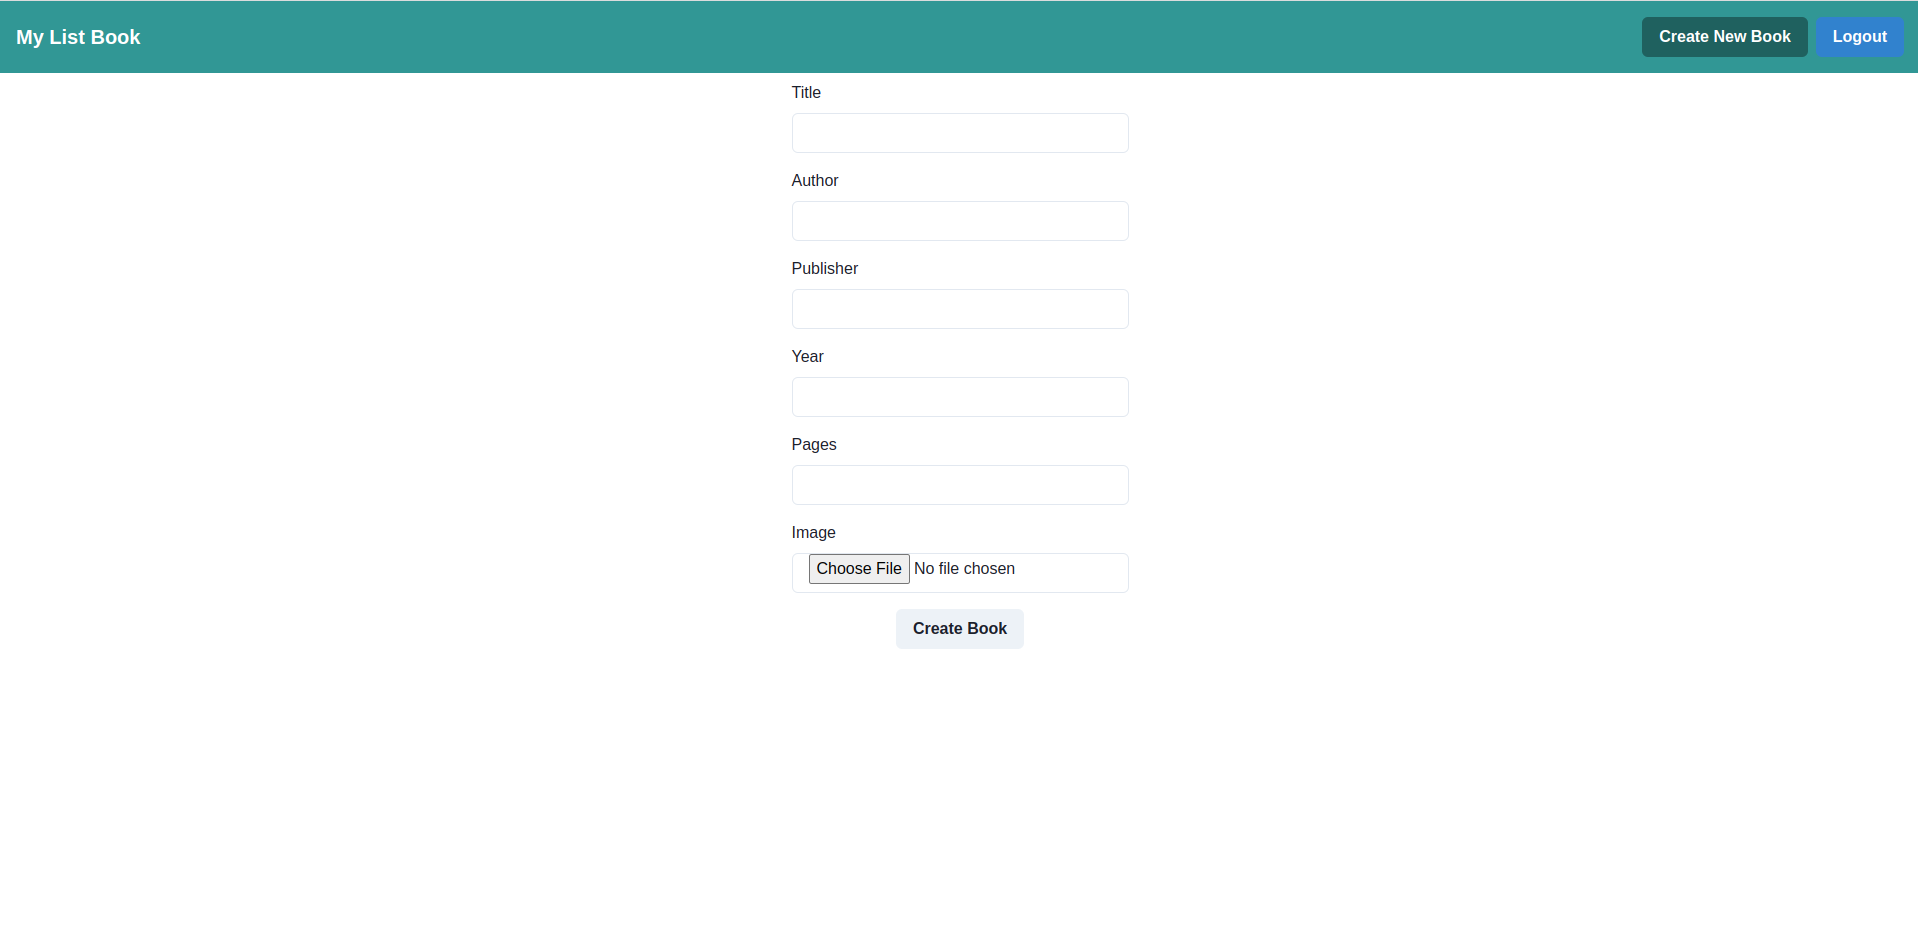 My List Book
Create New Book
Logout
Title
Author
Publisher
Year
Pages
Image
Choose File No file chosen
Create Book